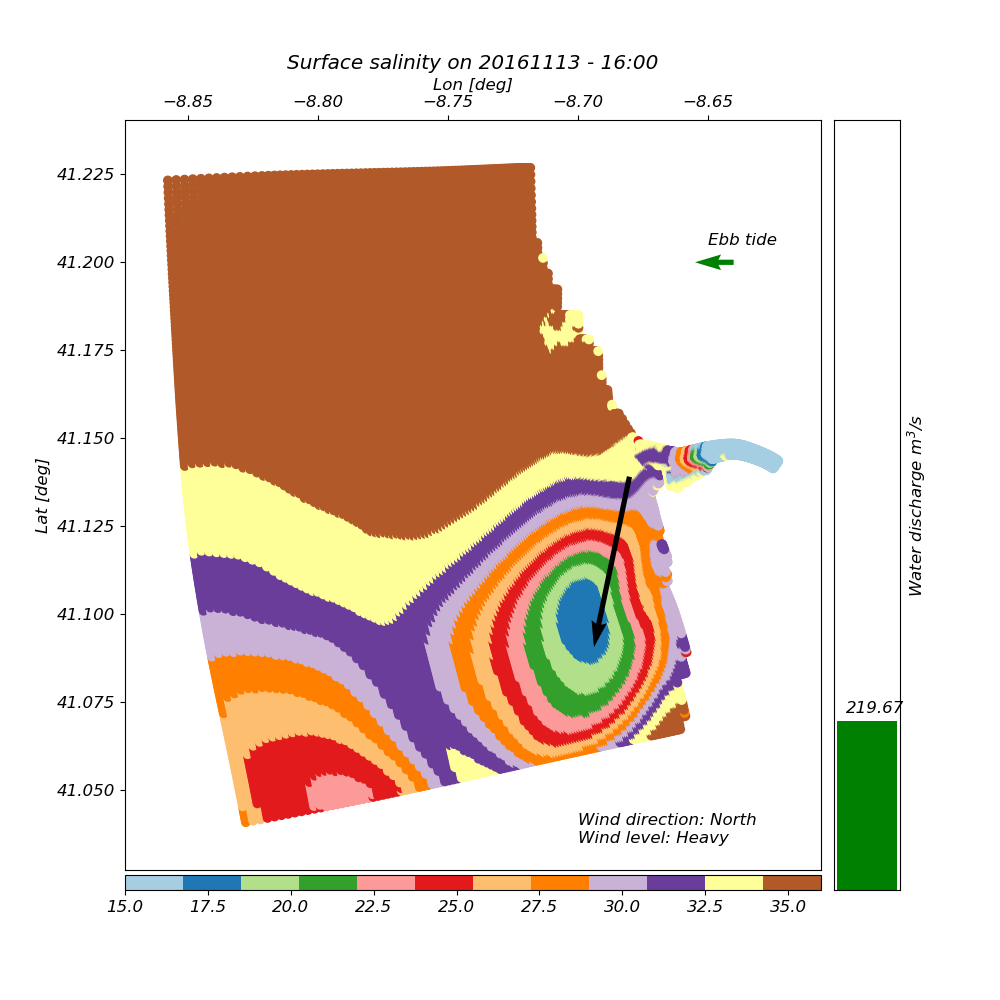 Surface salinity on 20161113 - 16:00
Lon [deg]
−8.85 −8.80 −8.75 −8.70 −8.65
41.225
41.200
41.175
41.150
41.125
41.100
41.075
41.050
Lat [deg]
Ebb tide
Water discharge m³/s
219.67
Wind direction: North
Wind level: Heavy
15.0 17.5 20.0 22.5 25.0 27.5 30.0 32.5 35.0